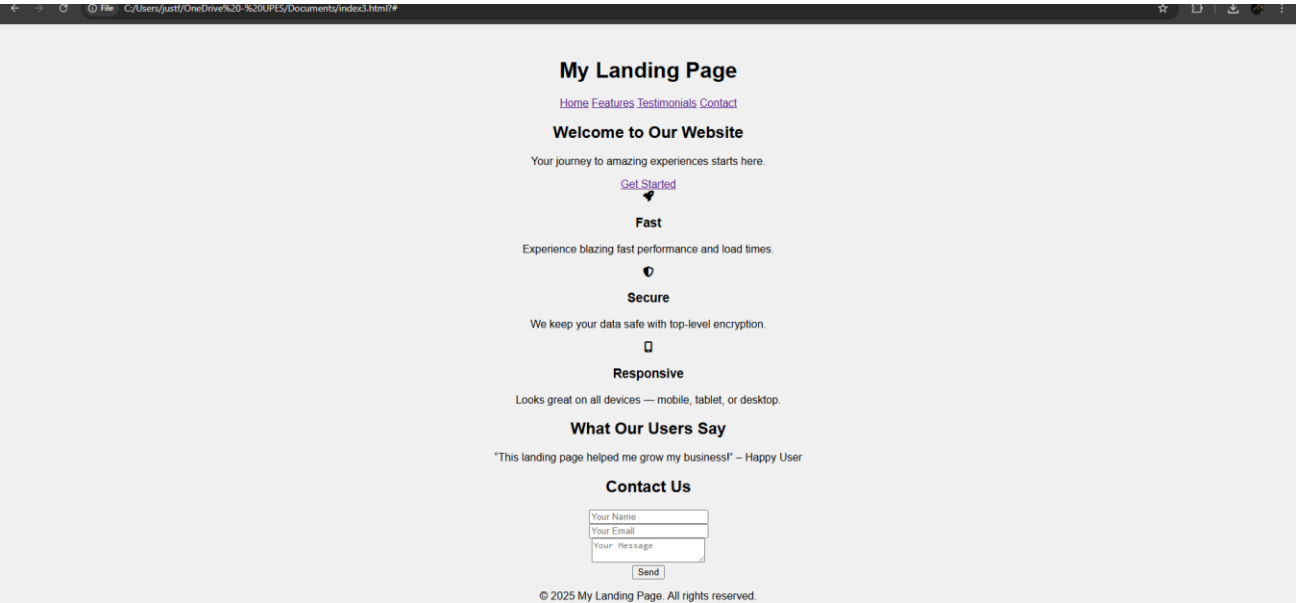 File C:/Users/justf/OneDrive%20-%20UPES/Documents/index3.html?#
My Landing Page
Home Features Testimonials Contact
Welcome to Our Website
Your journey to amazing experiences starts here.
Get Started
Fast
Experience blazing fast performance and load times.
Secure
We keep your data safe with top-level encryption.
Responsive
Looks great on all devices — mobile, tablet, or desktop.
What Our Users Say
"This landing page helped me grow my business!" – Happy User
Contact Us
Your Name
Your Email
Your Message
Send
© 2025 My Landing Page. All rights reserved.